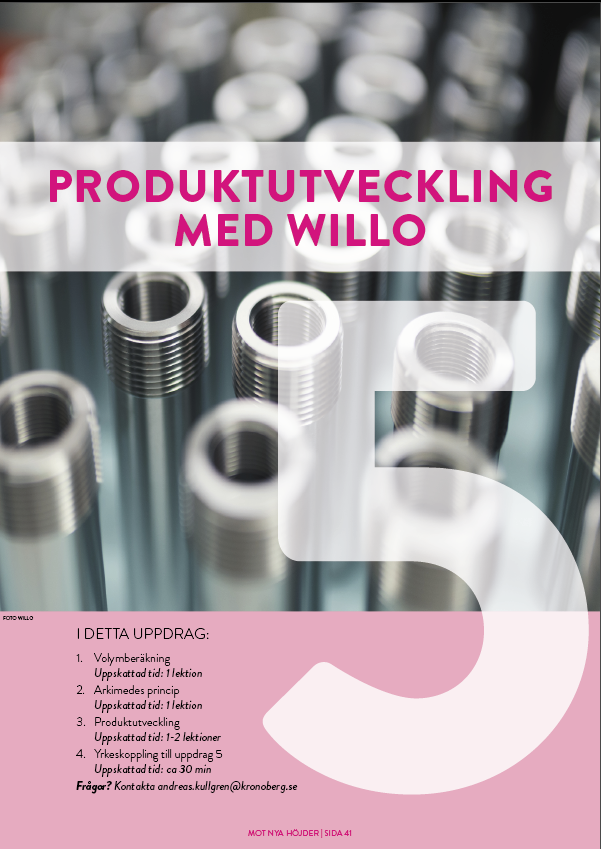 PRODUKTUTVECKLING
MED WILLO
5
FOTO WILLO
I DETTA UPPDRAG:
1. Volymberäkning
Uppskattad tid: 1 lektion
2. Arkimedes princip
Uppskattad tid: 1 lektion
3. Produktutveckling
Uppskattad tid: 1-2 lektioner
4. Yrkeskoppling till uppdrag 5
Uppskattad tid: ca 30 min
Frågor? Kontakta andreas.kullgren@kronoberg.se
MOT NYA HÖJDER | SIDA 41